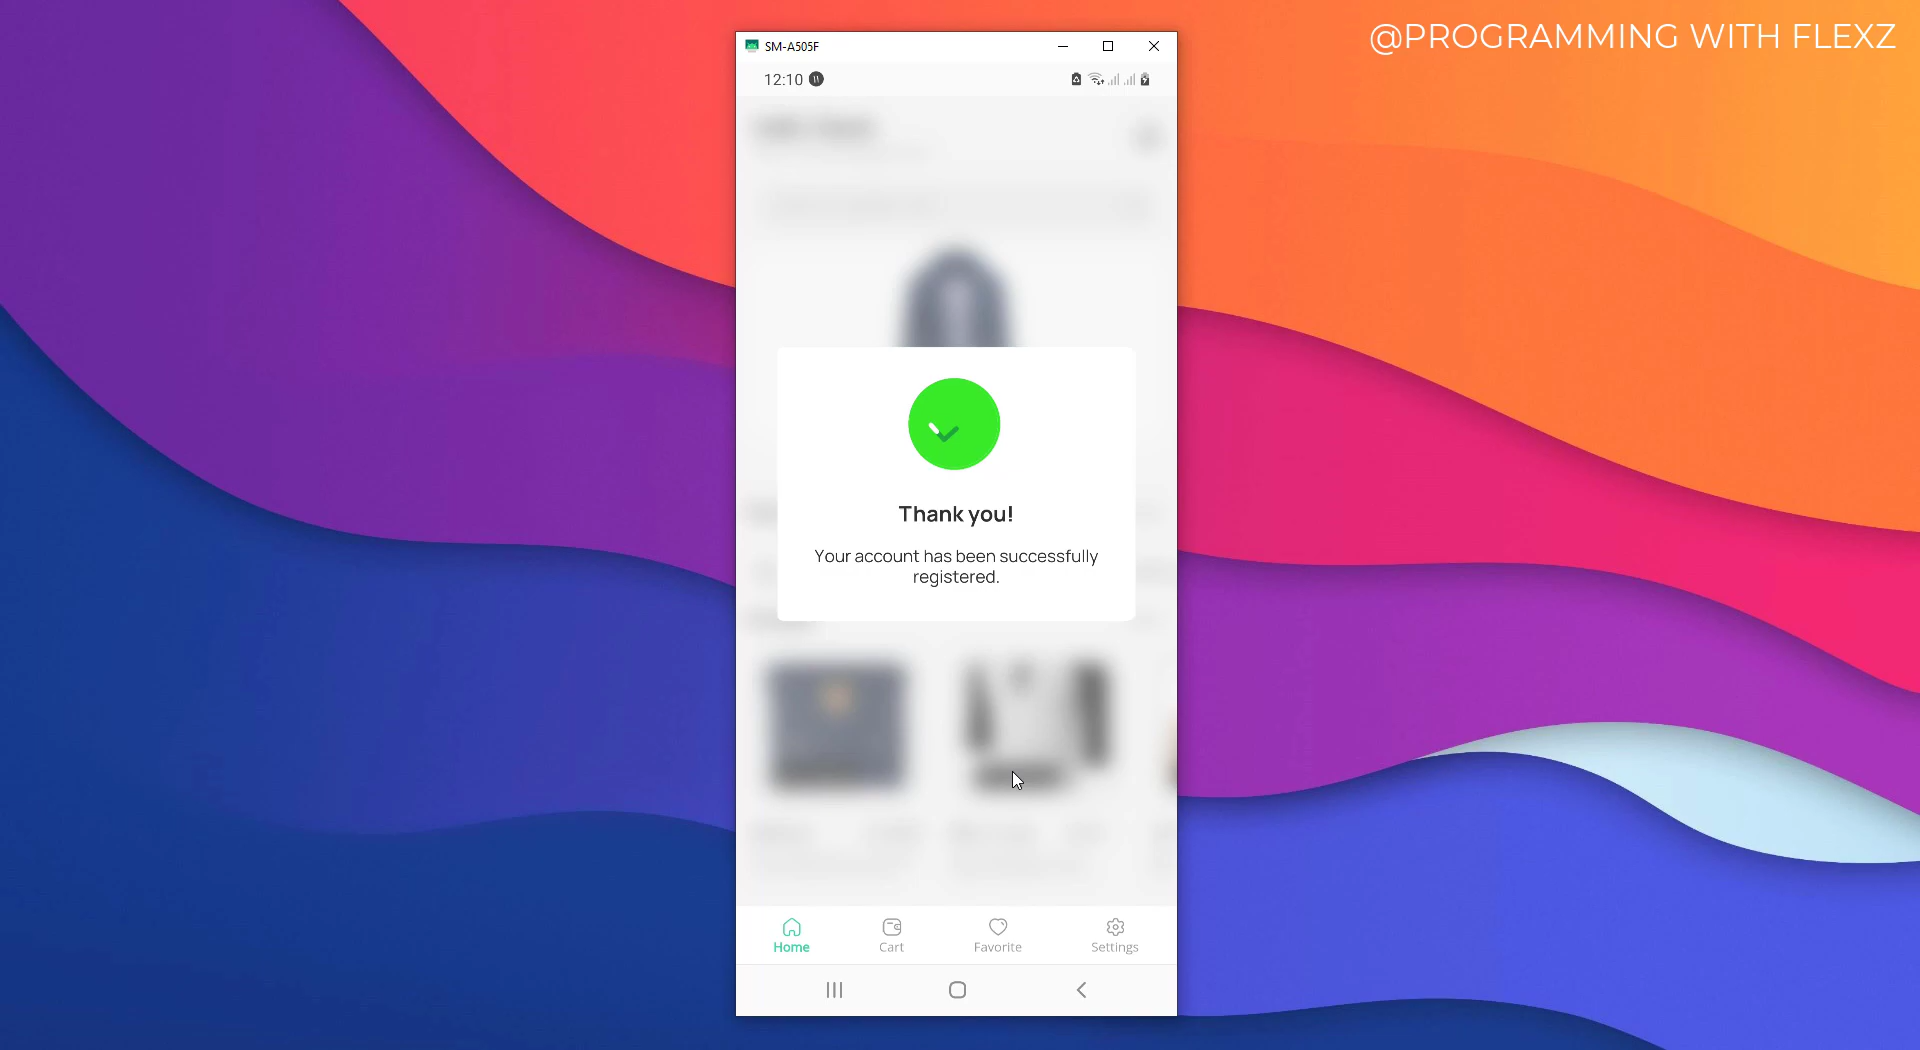 @PROGRAMMING WITH FLEXZ
SM-A505F
12:10
Thank you!
Your account has been successfully
registered.
Home
Cart
Favorite
Settings